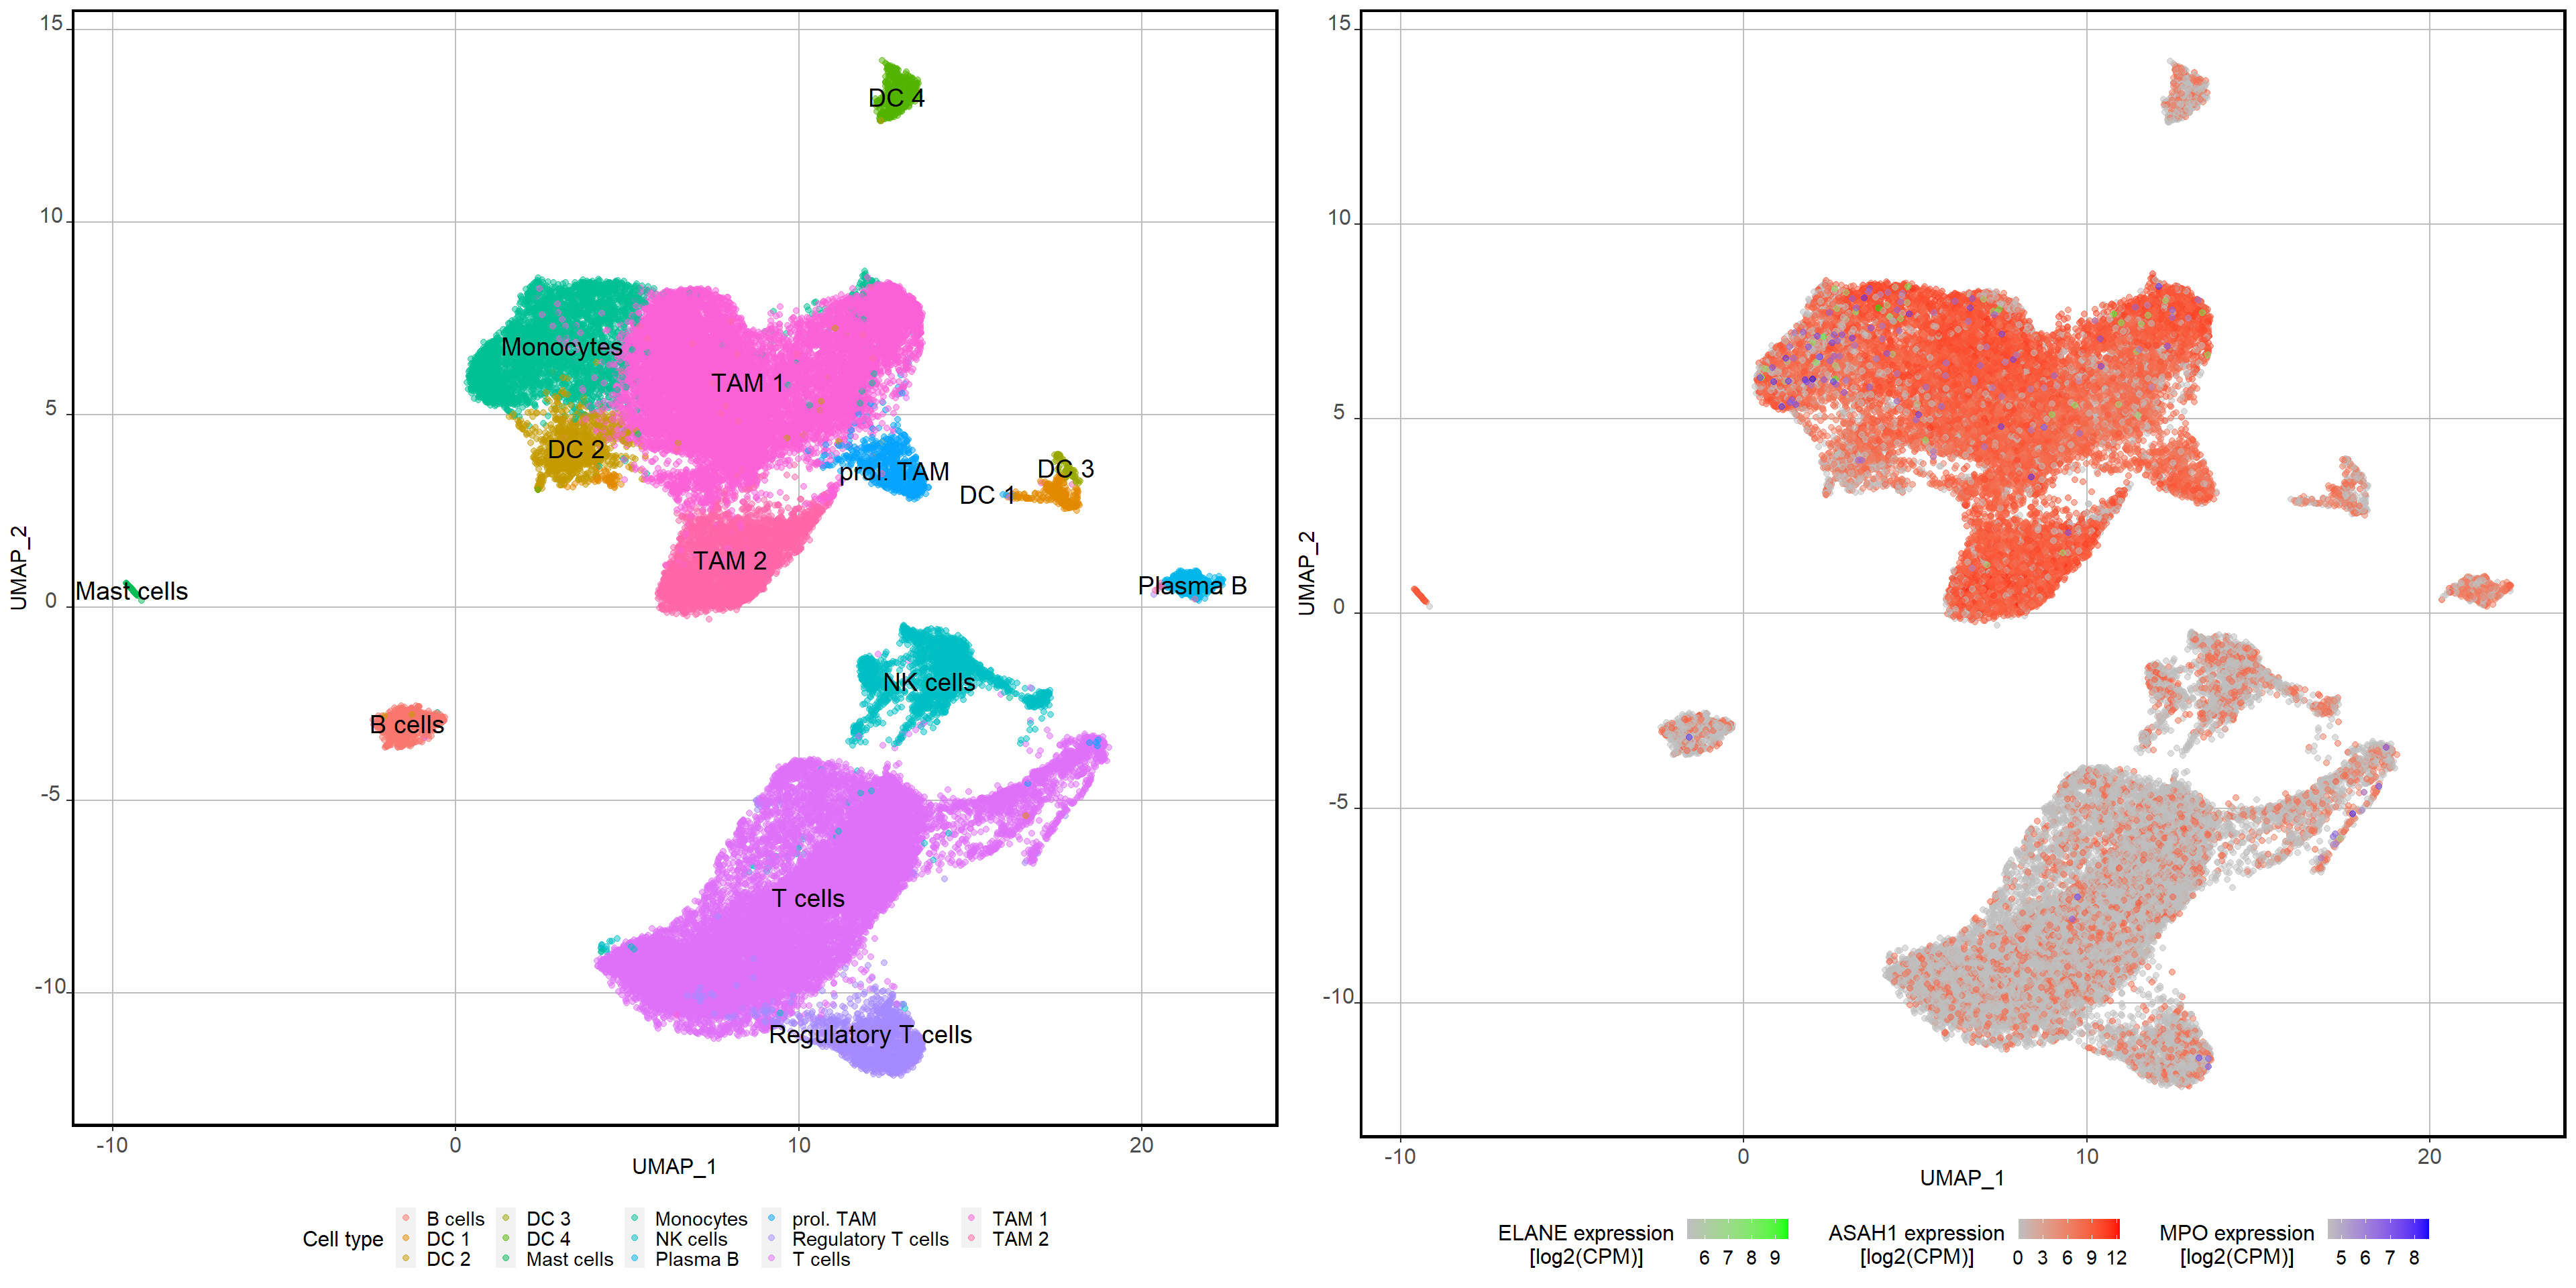 15
10
5
0
-5
-10
UMAP_2
DC 4
Monocytes
TAM 1
DC 2
prol. TAM
DC 3
DC 1
TAM 2
Mast cells
Plasma B
NK cells
B cells
T cells
Regulatory T cells
-10 0 10 20
UMAP_1
Cell type
B cells DC 3 Monocytes prol. TAM TAM 1
DC 1 DC 4 NK cells Regulatory T cells TAM 2
DC 2 Mast cells Plasma B T cells
15
10
5
0
-5
-10
UMAP_2
-10 0 10 20
UMAP_1
ELANE expression
[log2(CPM)]
6 7 8 9
ASAH1 expression
[log2(CPM)]
0 3 6 9 12
MPO expression
[log2(CPM)]
5 6 7 8